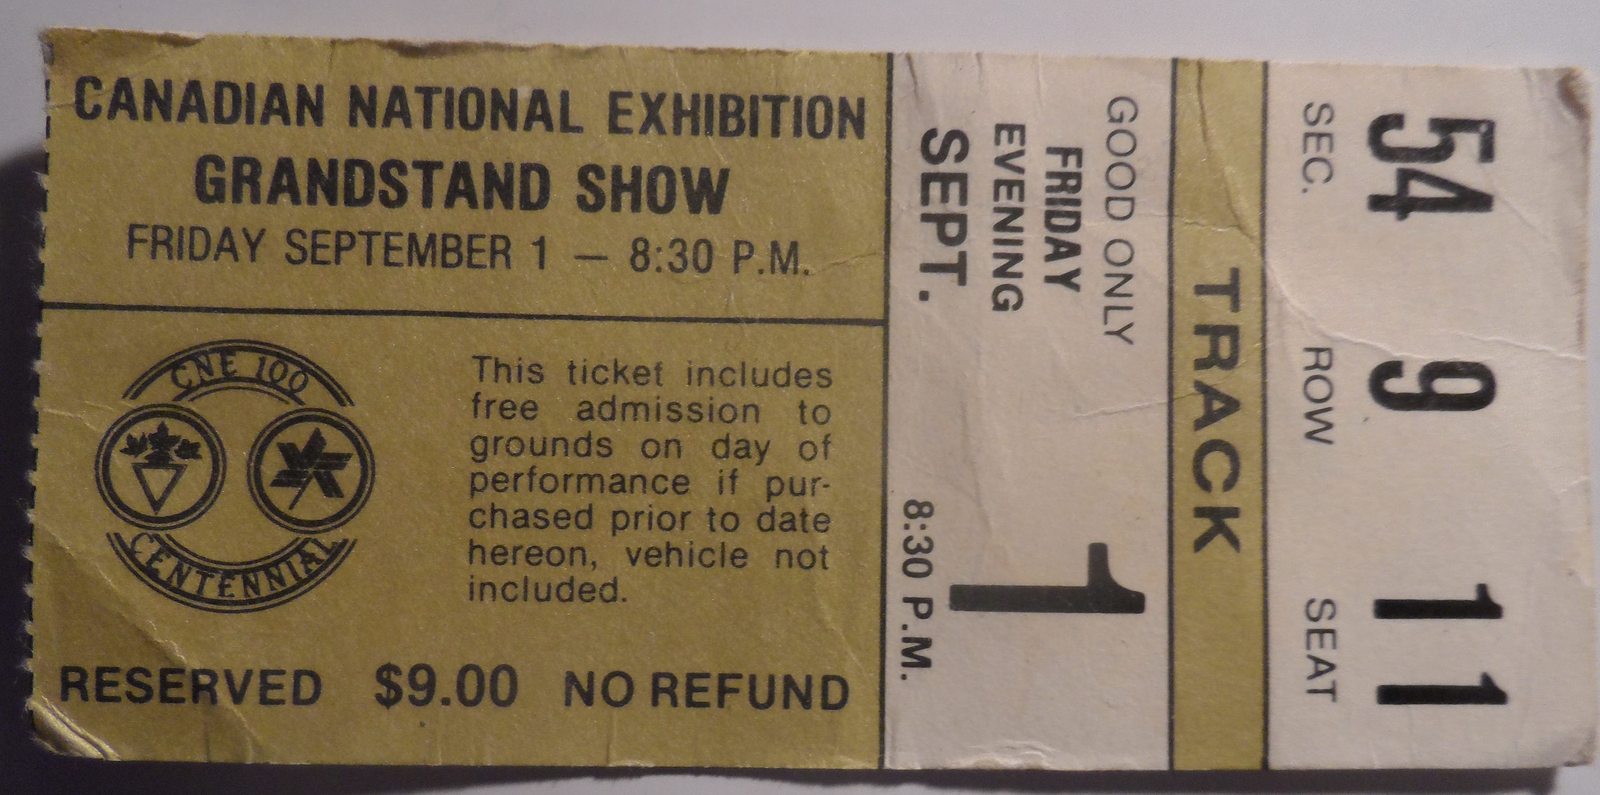 CANADIAN NATIONAL EXHIBITION
GRANDSTAND SHOW
FRIDAY SEPTEMBER 1 — 8:30 P.M.
CNE 100
CENTENNIAL
This ticket includes
free admission to
grounds on day of
performance if pur-
chased prior to date
hereon, vehicle not
included.
RESERVED $9.00 NO REFUND
GOOD ONLY
FRIDAY
EVENING
SEPT. 1
8:30 P.M.
TRACK
54 9 11
SEC. ROW SEAT